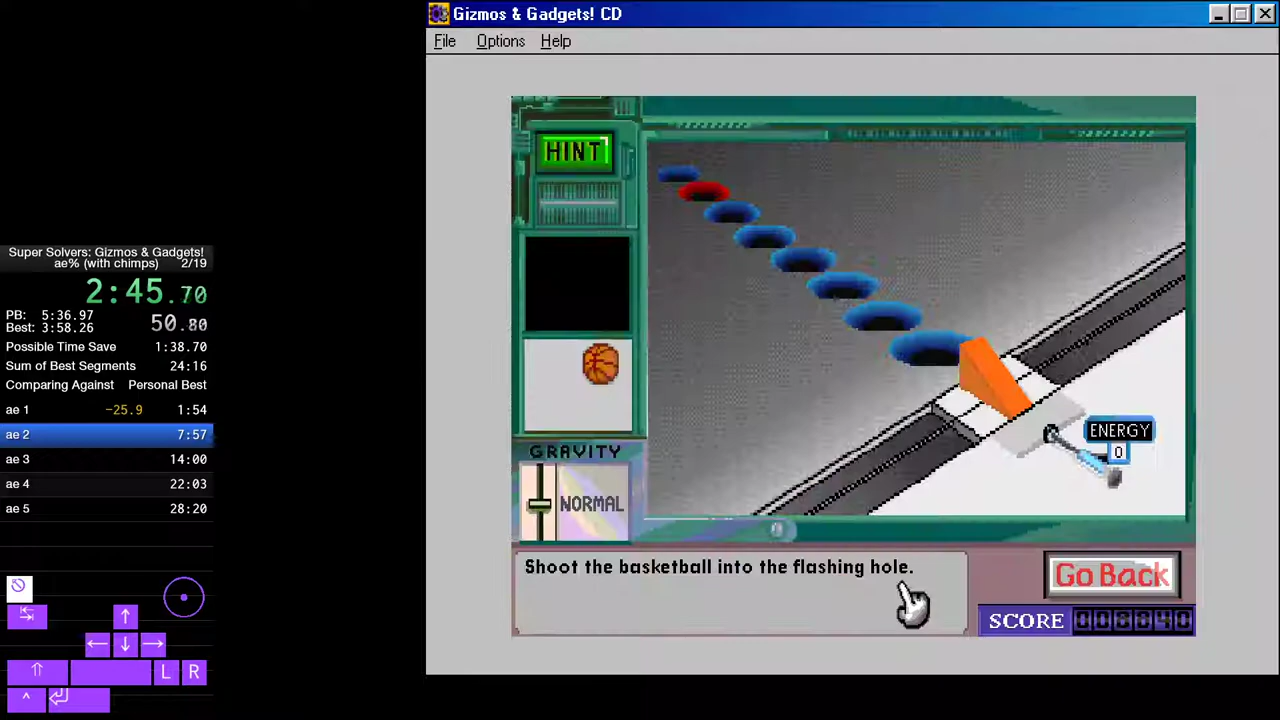 Gizmos & Gadgets! CD
File Options Help
HINT
GRAVITY
NORMAL
ENERGY
0
Shoot the basketball into the flashing hole.
Go Back
SCORE 000040
Super Solvers: Gizmos & Gadgets!
ae% (with chimps) 2/19
2:45.70
PB: 5:36.97
Best: 3:58.26
50.80
Possible Time Save 1:38.70
Sum of Best Segments 24:16
Comparing Against Personal Best
ae 1 -25.9 1:54
ae 2 7:57
ae 3 14:00
ae 4 22:03
ae 5 28:20
L R